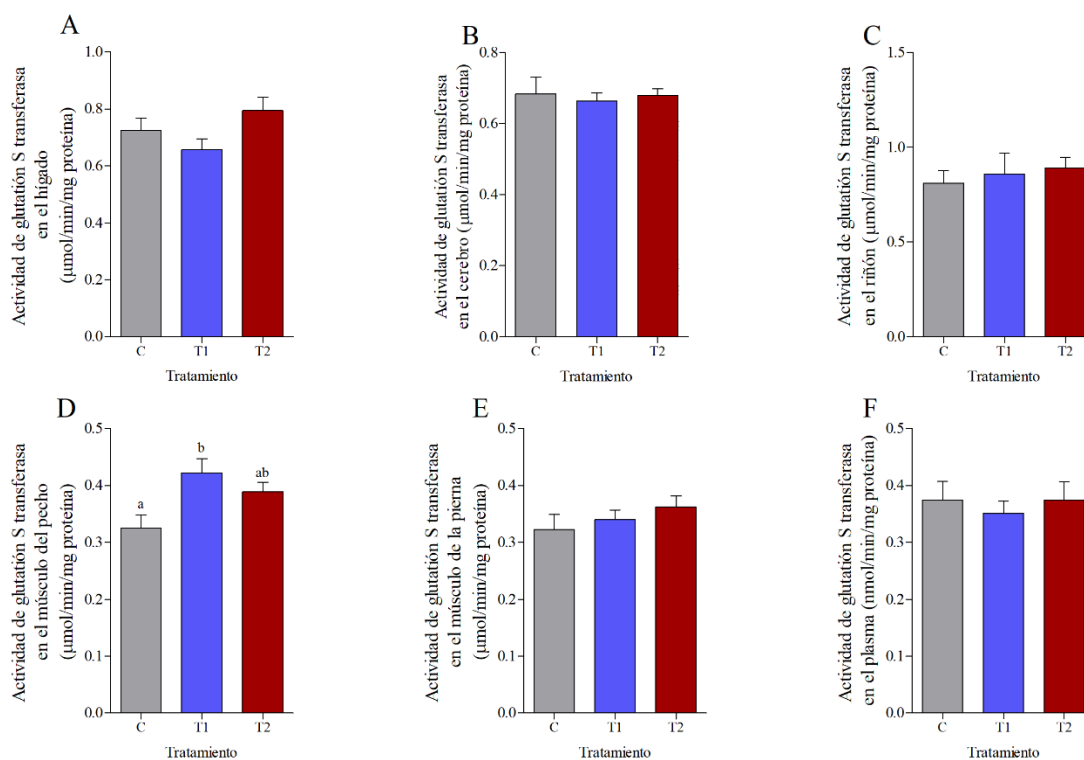 A
Actividad de glutatión S transferasa
en el hígado
(µmol/min/mg proteína)
1.0
0.8
0.6
0.4
0.2
0.0
C
T1
T2
Tratamiento
B
Actividad de glutatión S transferasa
en el cerebro (µmol/min/mg proteína)
0.8
0.6
0.4
0.2
0.0
C
T1
T2
Tratamiento
C
Actividad de glutatión S transferasa
en el riñón (µmol/min/mg proteína)
1.5
1.0
0.5
0.0
C
T1
T2
Tratamiento
D
Actividad de glutatión S transferasa
en el músculo del pecho
(µmol/min/mg proteína)
0.5
0.4
0.3
0.2
0.1
0.0
a
b
ab
C
T1
T2
Tratamiento
E
Actividad de glutatión S transferasa
en el músculo de la pierna
(µmol/min/mg proteína)
0.5
0.4
0.3
0.2
0.1
0.0
C
T1
T2
Tratamiento
F
Actividad de glutatión S transferasa
en el plasma (nmol/min/mg proteína)
0.5
0.4
0.3
0.2
0.1
0.0
C
T1
T2
Tratamiento